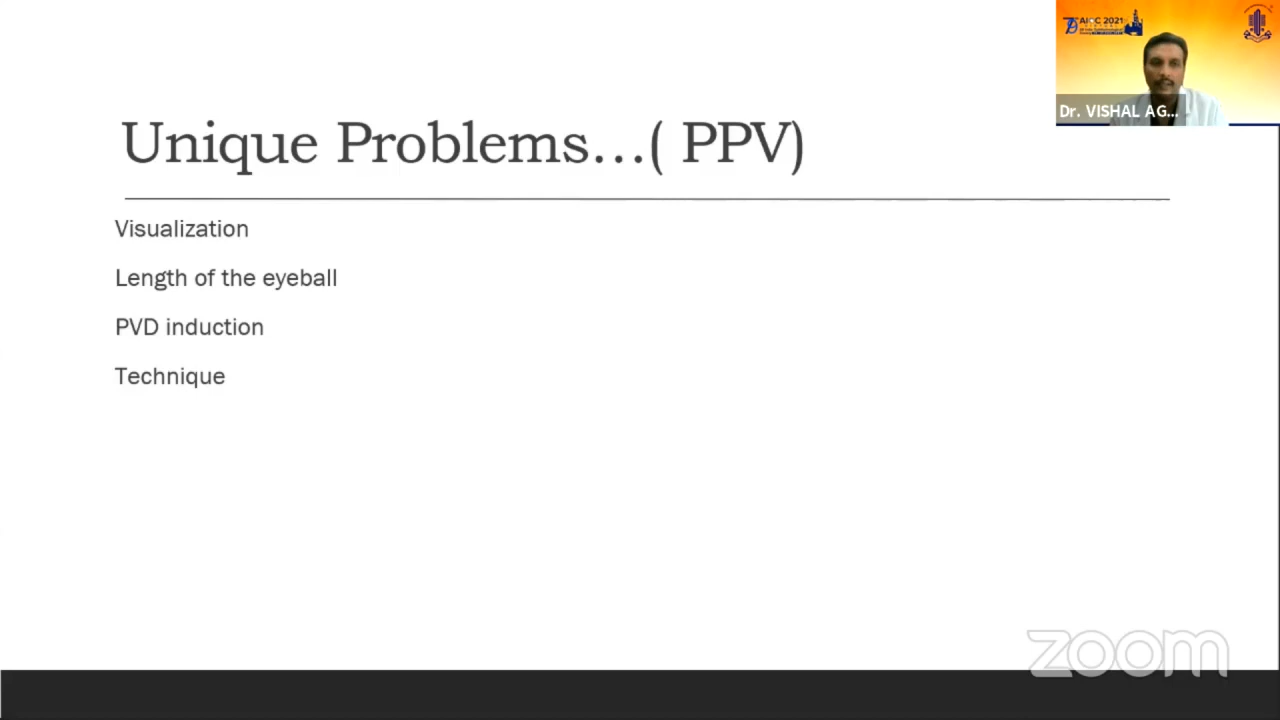 AIOC 2021
Dr. VISHAL AG...
Unique Problems...( PPV)
Visualization
Length of the eyeball
PVD induction
Technique
zoom